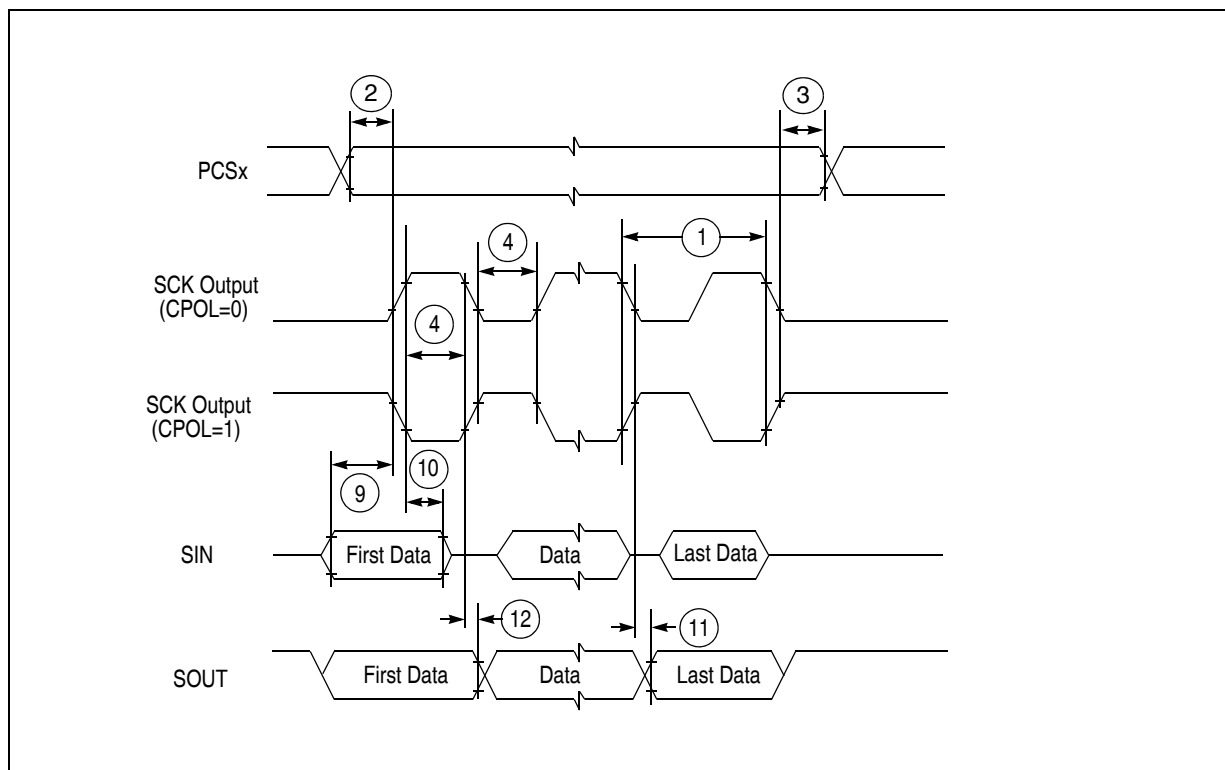 2
3
PCSx
4
1
SCK Output
(CPOL=0)
4
SCK Output
(CPOL=1)
10
9
SIN
First Data
Data
Last Data
12
11
SOUT
First Data
Data
Last Data